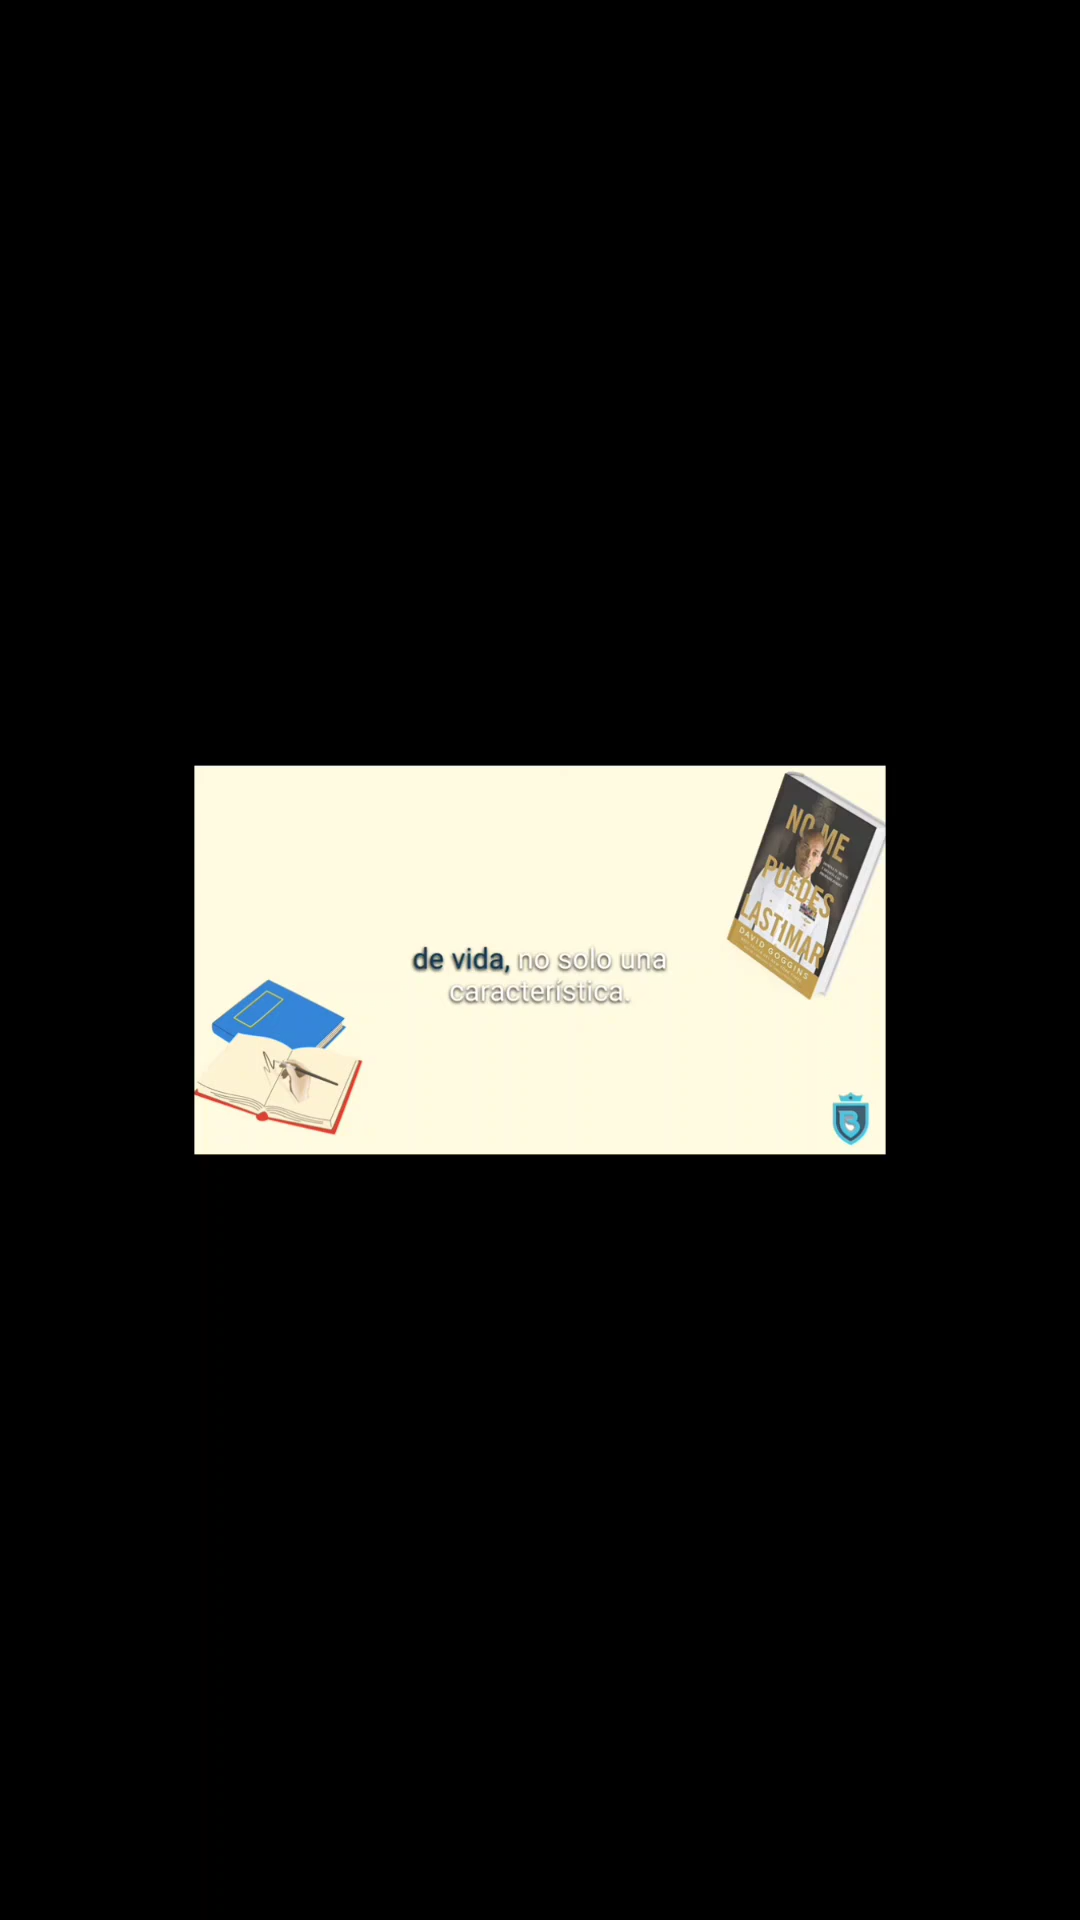 NO ME
PUEDES
LASTIMAR
DAVID GOGGINS
de vida, no solo una
característica.